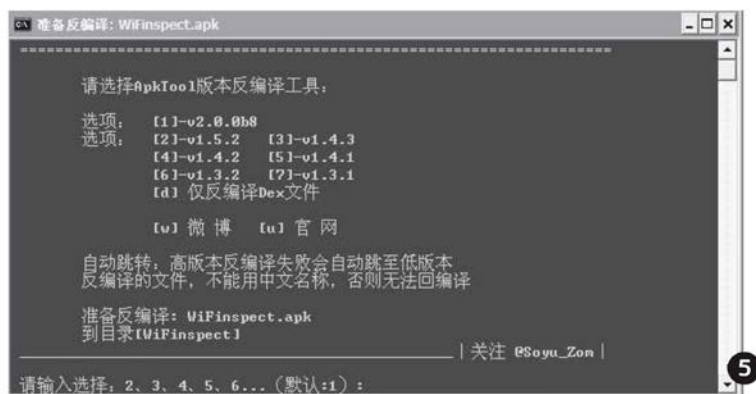 准备反编译: WiFinspect.apk
请选择ApkTool版本反编译工具:
选项: [1]-v2.0.0b8
选项: [2]-v1.5.2 [3]-v1.4.3
[4]-v1.4.2 [5]-v1.4.1
[6]-v1.3.2 [7]-v1.3.1
[d] 仅反编译Dex文件
[w] 微 博 [u] 官 网
自动跳转: 高版本反编译失败会自动跳至低版本
反编译的文件, 不能用中文名称, 否则无法回编译
准备反编译: WiFinspect.apk
到目录[WiFinspect]
|关注 @Soyu_Zom|
请输入选择: 2、3、4、5、6...(默认:1):
5